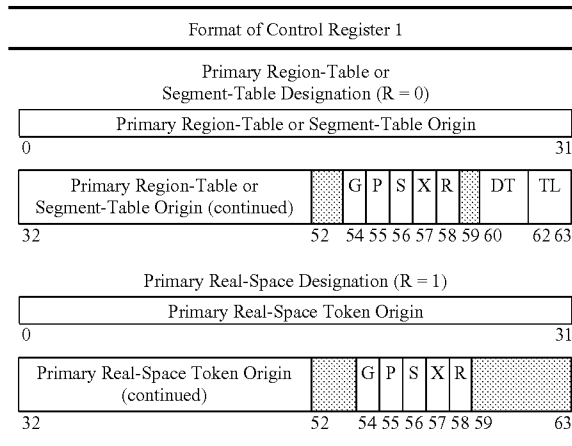 Format of Control Register 1
Primary Region-Table or
Segment-Table Designation (R = 0)
Primary Region-Table or Segment-Table Origin
0 31
Primary Region-Table or
Segment-Table Origin (continued)
G P S X R DT TL
32 52 54 55 56 57 58 59 60 62 63
Primary Real-Space Designation (R = 1)
Primary Real-Space Token Origin
0 31
Primary Real-Space Token Origin
(continued)
G P S X R
32 52 54 55 56 57 58 59 63